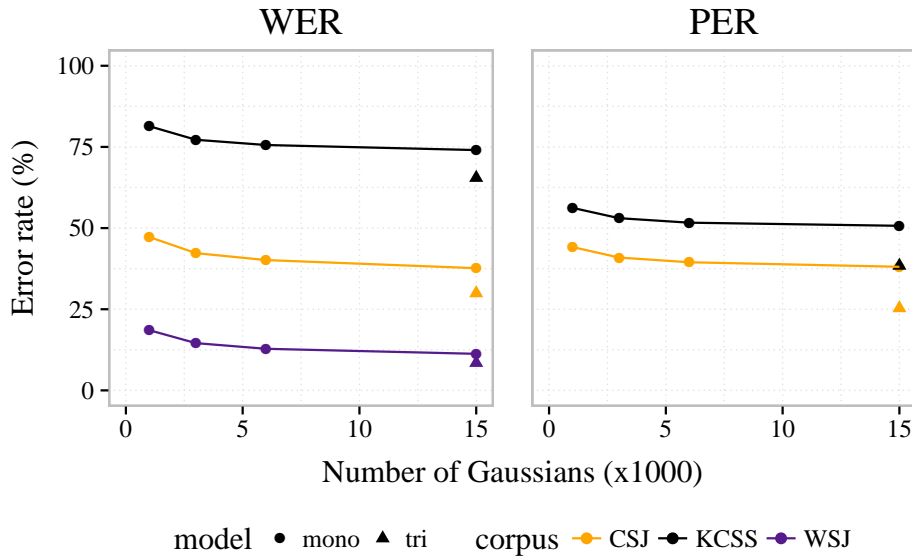 WER PER
Error rate (%)
100
75
50
25
0
0 5 10 15 0 5 10 15
Number of Gaussians (x1000)
model mono tri corpus CSJ KCSS WSJ